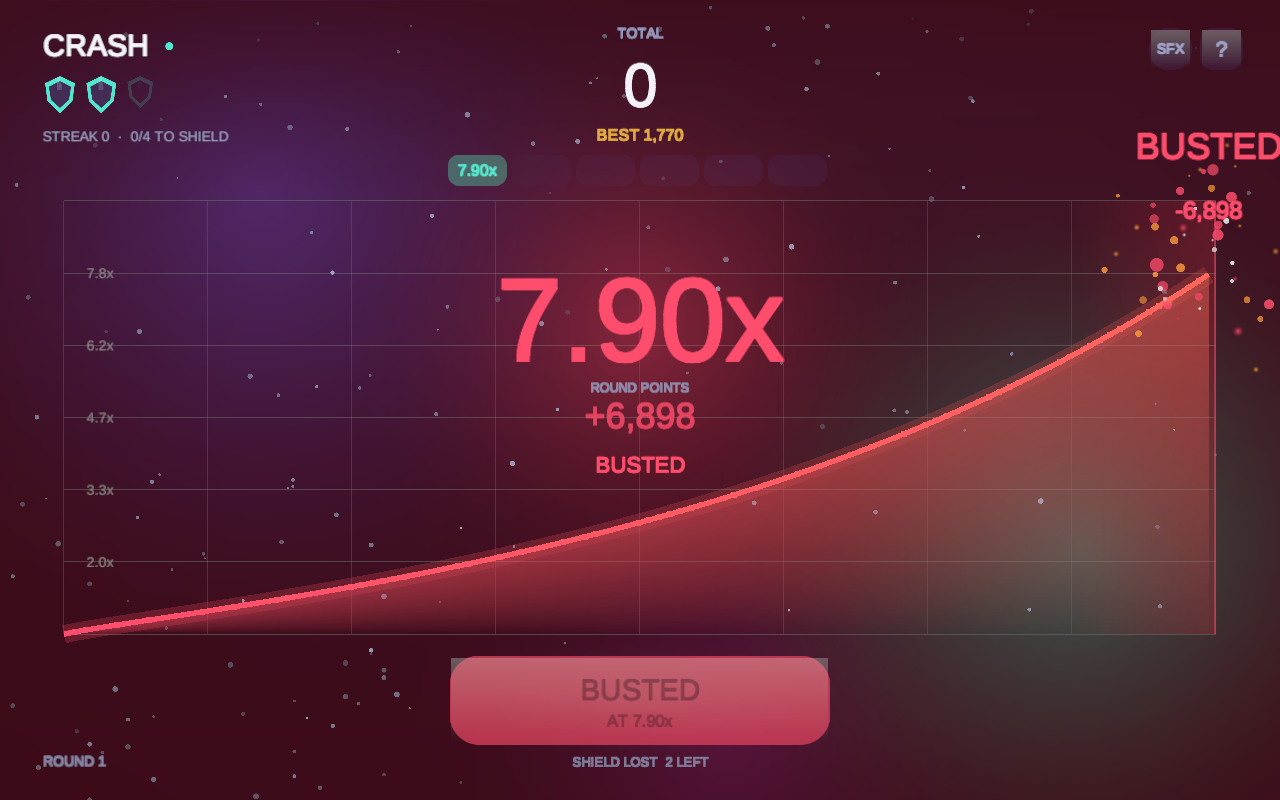 CRASH
STREAK 0 · 0/4 TO SHIELD
TOTAL
0
BEST 1,770
SFX
?
7.90x
BUSTED
-6,898
7.8x
6.2x
4.7x
3.3x
2.0x
7.90x
ROUND POINTS
+6,898
BUSTED
BUSTED
AT 7.90x
ROUND 1
SHIELD LOST 2 LEFT